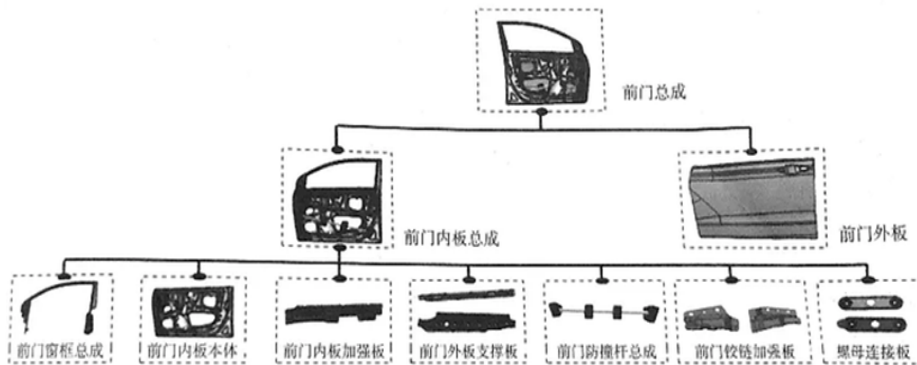 前门总成
前门内板总成
前门外板
前门窗框总成
前门内板本体
前门内板加强板
前门外板支撑板
前门防撞杆总成
前门铰链加强板
螺母连接板